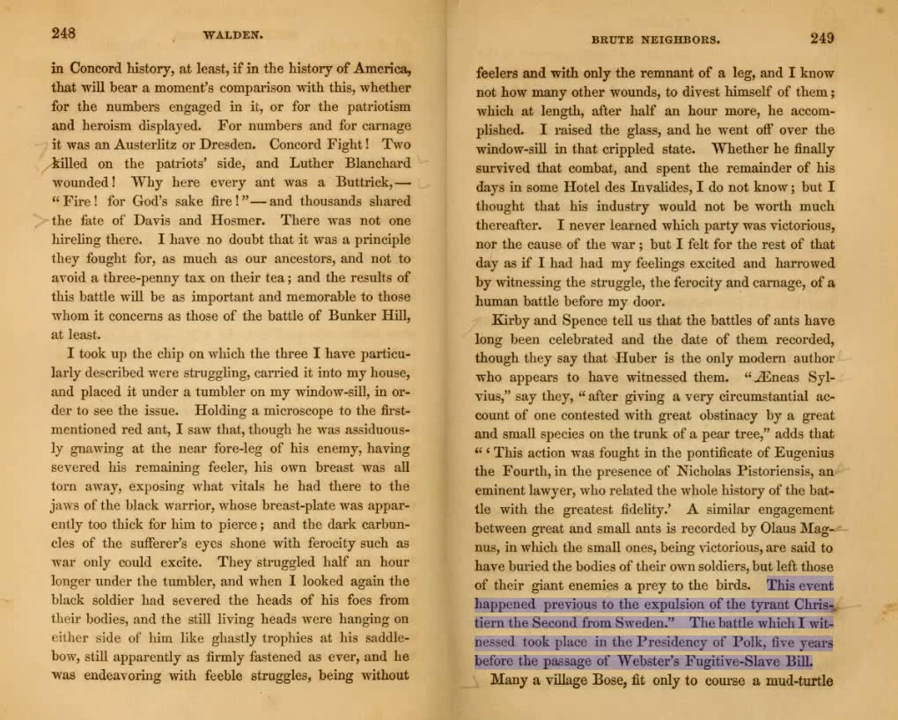 248
WALDEN.
in Concord history, at least, if in the history of America,
that will bear a moment's comparison with this, whether
for the numbers engaged in it, or for the patriotism
and heroism displayed. For numbers and for carnage
it was an Austerlitz or Dresden. Concord Fight! Two
killed on the patriots' side, and Luther Blanchard
wounded! Why here every ant was a Buttrick,—
"Fire! for God's sake fire!"—and thousands shared
the fate of Davis and Hosmer. There was not one
hireling there. I have no doubt that it was a principle
they fought for, as much as our ancestors, and not to
avoid a three-penny tax on their tea; and the results of
this battle will be as important and memorable to those
whom it concerns as those of the battle of Bunker Hill,
at least.
I took up the chip on which the three I have particu-
larly described were struggling, carried it into my house,
and placed it under a tumbler on my window-sill, in or-
der to see the issue. Holding a microscope to the first-
mentioned red ant, I saw that, though he was assiduous-
ly gnawing at the near fore-leg of his enemy, having
severed his remaining feeler, his own breast was all
torn away, exposing what vitals he had there to the
jaws of the black warrior, whose breast-plate was appar-
ently too thick for him to pierce; and the dark carbun-
cles of the sufferer's eyes shone with ferocity such as
war only could excite. They struggled half an hour
longer under the tumbler, and when I looked again the
black soldier had severed the heads of his foes from
their bodies, and the still living heads were hanging on
either side of him like ghastly trophies at his saddle-
bow, still apparently as firmly fastened as ever, and he
was endeavoring with feeble struggles, being without
BRUTE NEIGHBORS.
249
feelers and with only the remnant of a leg, and I know
not how many other wounds, to divest himself of them;
which at length, after half an hour more, he accom-
plished. I raised the glass, and he went off over the
window-sill in that crippled state. Whether he finally
survived that combat, and spent the remainder of his
days in some Hotel des Invalides, I do not know; but I
thought that his industry would not be worth much
thereafter. I never learned which party was victorious,
nor the cause of the war; but I felt for the rest of that
day as if I had had my feelings excited and harrowed
by witnessing the struggle, the ferocity and carnage, of a
human battle before my door.
Kirby and Spence tell us that the battles of ants have
long been celebrated and the date of them recorded,
though they say that Huber is the only modern author
who appears to have witnessed them. "Æneas Syl-
vius," say they, "after giving a very circumstantial ac-
count of one contested with great obstinacy by a great
and small species on the trunk of a pear tree," adds that
"'This action was fought in the pontificate of Eugenius
the Fourth, in the presence of Nicholas Pistoriensis, an
eminent lawyer, who related the whole history of the bat-
tle with the greatest fidelity.' A similar engagement
between great and small ants is recorded by Olaus Mag-
nus, in which the small ones, being victorious, are said to
have buried the bodies of their own soldiers, but left those
of their giant enemies a prey to the birds. This event
happened previous to the expulsion of the tyrant Chris-
tiern the Second from Sweden." The battle which I wit-
nessed took place in the Presidency of Polk, five years
before the passage of Webster's Fugitive-Slave Bill.
Many a village Bose, fit only to course a mud-turtle